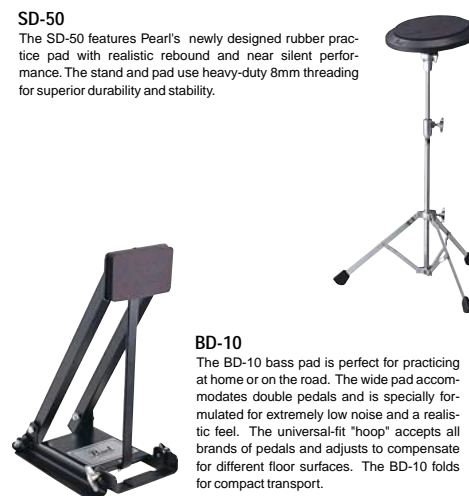 SD-50
The SD-50 features Pearl's newly designed rubber prac-
tice pad with realistic rebound and near silent perfor-
mance. The stand and pad use heavy-duty 8mm threading
for superior durability and stability.
BD-10
The BD-10 bass pad is perfect for practicing
at home or on the road. The wide pad accom-
modates double pedals and is specially for-
mulated for extremely low noise and a realis-
tic feel. The universal-fit "hoop" accepts all
brands of pedals and adjusts to compensate
for different floor surfaces. The BD-10 folds
for compact transport.